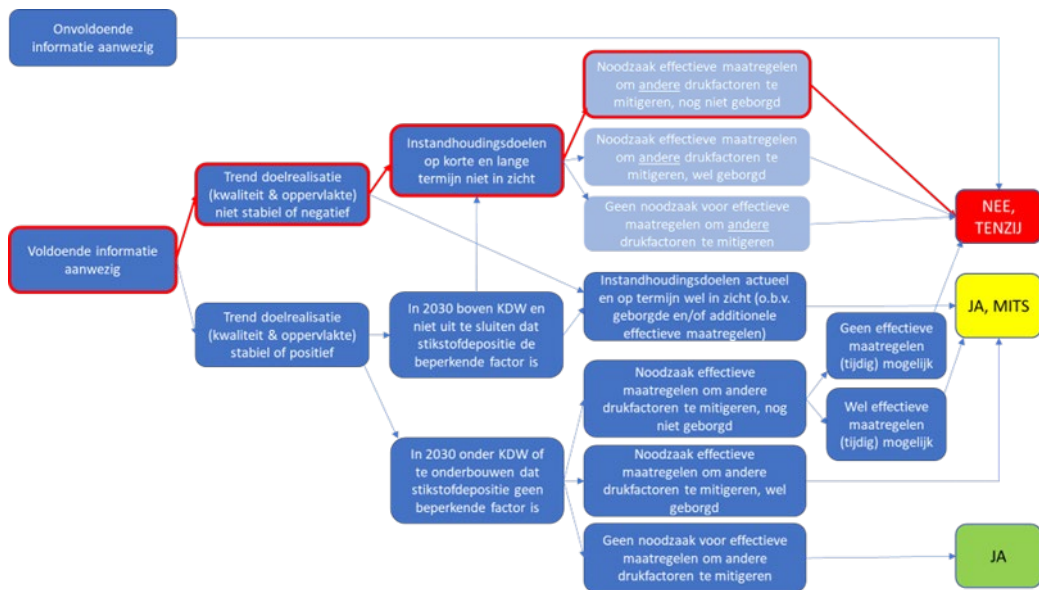 Onvoldoende
informatie aanwezig
Noodzaak effectieve maatregelen
om andere drukfactoren te
mitigeren, nog niet geborgd
Instandhoudingsdoelen
op korte en lange
termijn niet in zicht
Noodzaak effectieve maatregelen
om andere drukfactoren te
mitigeren, wel geborgd
Trend doelrealisatie
(kwaliteit & oppervlakte)
niet stabiel of negatief
Geen noodzaak voor effectieve
maatregelen om andere
drukfactoren te mitigeren
NEE,
TENZIJ
Voldoende informatie
aanwezig
Instandhoudingsdoelen actueel
en op termijn wel in zicht (o.b.v.
geborgde en/of additionele
effectieve maatregelen)
JA, MITS
Trend doelrealisatie
(kwaliteit & oppervlakte)
stabiel of positief
In 2030 boven KDW en
niet uit te sluiten dat
stikstofdepositie de
beperkende factor is
Geen effectieve
maatregelen
(tijdig) mogelijk
Noodzaak effectieve
maatregelen om andere
drukfactoren te mitigeren, nog
niet geborgd
Wel effectieve
maatregelen
(tijdig) mogelijk
In 2030 onder KDW of
te onderbouwen dat
stikstofdepositie geen
beperkende factor is
Noodzaak effectieve
maatregelen om andere
drukfactoren te mitigeren, wel
geborgd
Geen noodzaak voor effectieve
maatregelen om andere
drukfactoren te mitigeren
JA